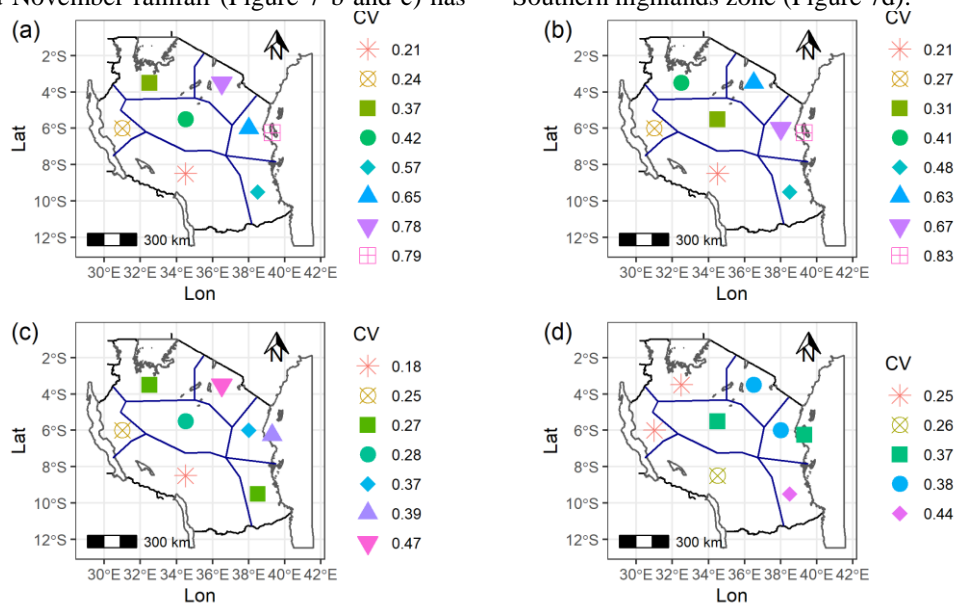 November rainfall (Figure 7 b and c) has
Southern highlands zone (Figure 7d).
(a)
N
2°S
4°S
6°S
8°S
10°S
12°S
Lat
300 km
30°E 32°E 34°E 36°E 38°E 40°E 42°E
Lon
CV
0.21
0.24
0.37
0.42
0.57
0.65
0.78
0.79
(b)
N
2°S
4°S
6°S
8°S
10°S
12°S
Lat
300 km
30°E 32°E 34°E 36°E 38°E 40°E 42°E
Lon
CV
0.21
0.27
0.31
0.41
0.48
0.63
0.67
0.83
(c)
N
2°S
4°S
6°S
8°S
10°S
12°S
Lat
300 km
30°E 32°E 34°E 36°E 38°E 40°E 42°E
Lon
CV
0.18
0.25
0.27
0.28
0.37
0.39
0.47
(d)
N
2°S
4°S
6°S
8°S
10°S
12°S
Lat
300 km
30°E 32°E 34°E 36°E 38°E 40°E 42°E
Lon
CV
0.25
0.26
0.37
0.38
0.44